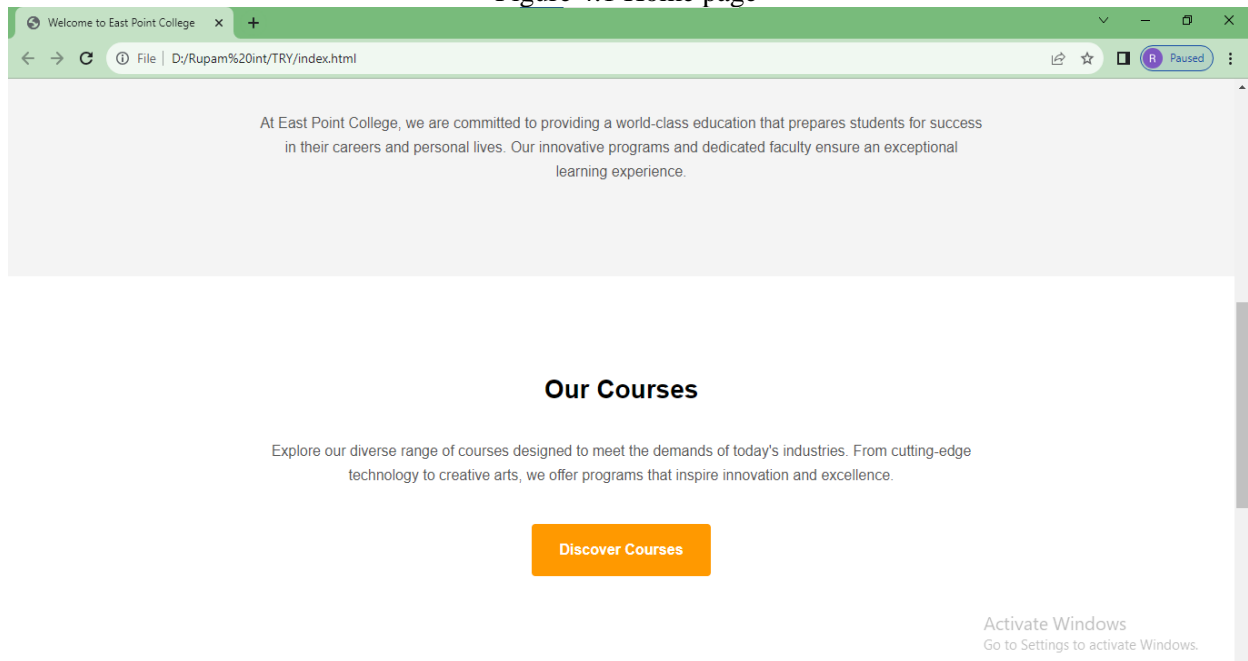 Figure 4.1 Home page
Welcome to East Point College
File D:/Rupam%20int/TRY/index.html
R Paused
At East Point College, we are committed to providing a world-class education that prepares students for success
in their careers and personal lives. Our innovative programs and dedicated faculty ensure an exceptional
learning experience.
Our Courses
Explore our diverse range of courses designed to meet the demands of today's industries. From cutting-edge
technology to creative arts, we offer programs that inspire innovation and excellence.
Discover Courses
Activate Windows
Go to Settings to activate Windows.